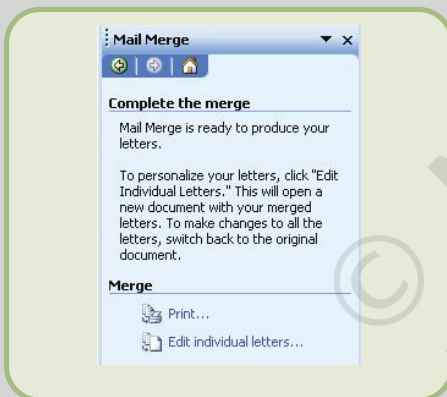 Mail Merge
Complete the merge
Mail Merge is ready to produce your
letters.
To personalize your letters, click "Edit
Individual Letters." This will open a
new document with your merged
letters. To make changes to all the
letters, switch back to the original
document.
Merge
Print...
Edit individual letters...
©